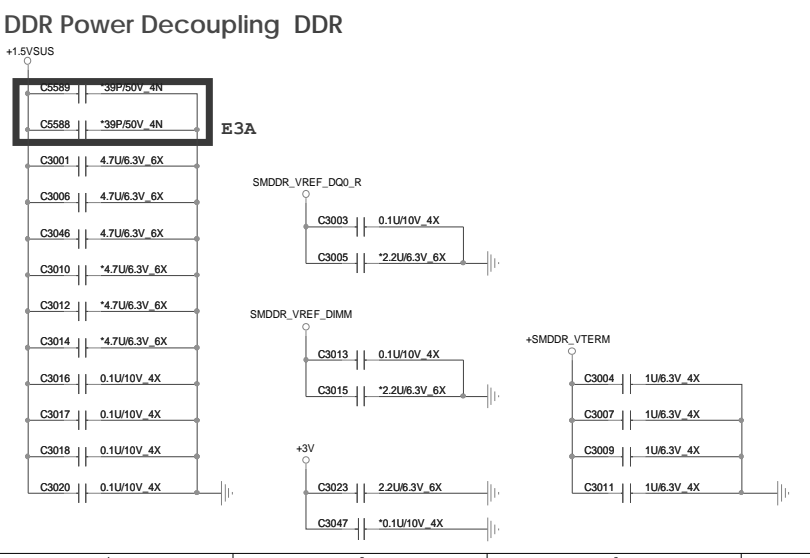 DDR Power Decoupling DDR
+1.5VSUS
C5589 *39P/50V_4N
C5588 *39P/50V_4N
E3A
C3001 4.7U/6.3V_6X
C3006 4.7U/6.3V_6X
C3046 4.7U/6.3V_6X
C3010 *4.7U/6.3V_6X
C3012 *4.7U/6.3V_6X
C3014 *4.7U/6.3V_6X
C3016 0.1U/10V_4X
C3017 0.1U/10V_4X
C3018 0.1U/10V_4X
C3020 0.1U/10V_4X
SMDDR_VREF_DQ0_R
C3003 0.1U/10V_4X
C3005 *2.2U/6.3V_6X
SMDDR_VREF_DIMM
C3013 0.1U/10V_4X
C3015 *2.2U/6.3V_6X
+3V
C3023 2.2U/6.3V_6X
C3047 *0.1U/10V_4X
+SMDDR_VTERM
C3004 1U/6.3V_4X
C3007 1U/6.3V_4X
C3009 1U/6.3V_4X
C3011 1U/6.3V_4X